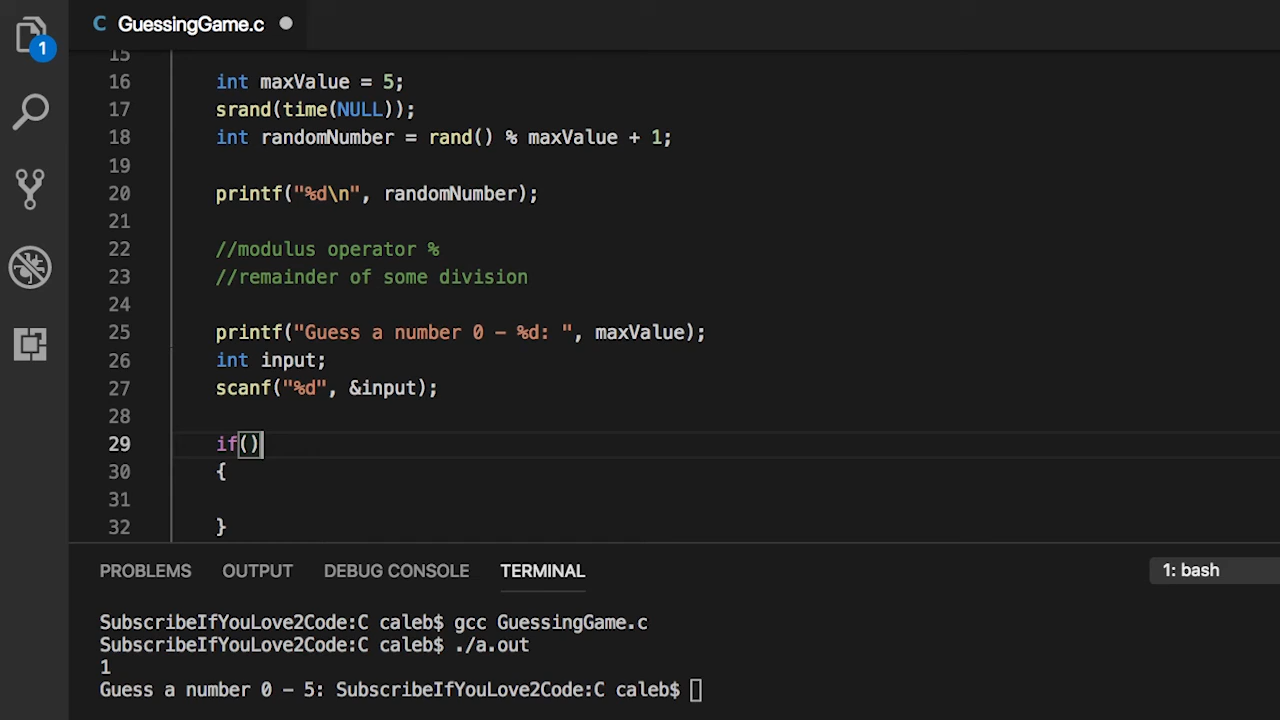 1
C GuessingGame.c
15
16 int maxValue = 5;
17 srand(time(NULL));
18 int randomNumber = rand() % maxValue + 1;
19
20 printf("%d\n", randomNumber);
21
22 //modulus operator %
23 //remainder of some division
24
25 printf("Guess a number 0 - %d: ", maxValue);
26 int input;
27 scanf("%d", &input);
28
29 if()
30 {
31
32 }
PROBLEMS OUTPUT DEBUG CONSOLE TERMINAL 1: bash
SubscribeIfYouLove2Code:C caleb$ gcc GuessingGame.c
SubscribeIfYouLove2Code:C caleb$ ./a.out
1
Guess a number 0 - 5: SubscribeIfYouLove2Code:C caleb$